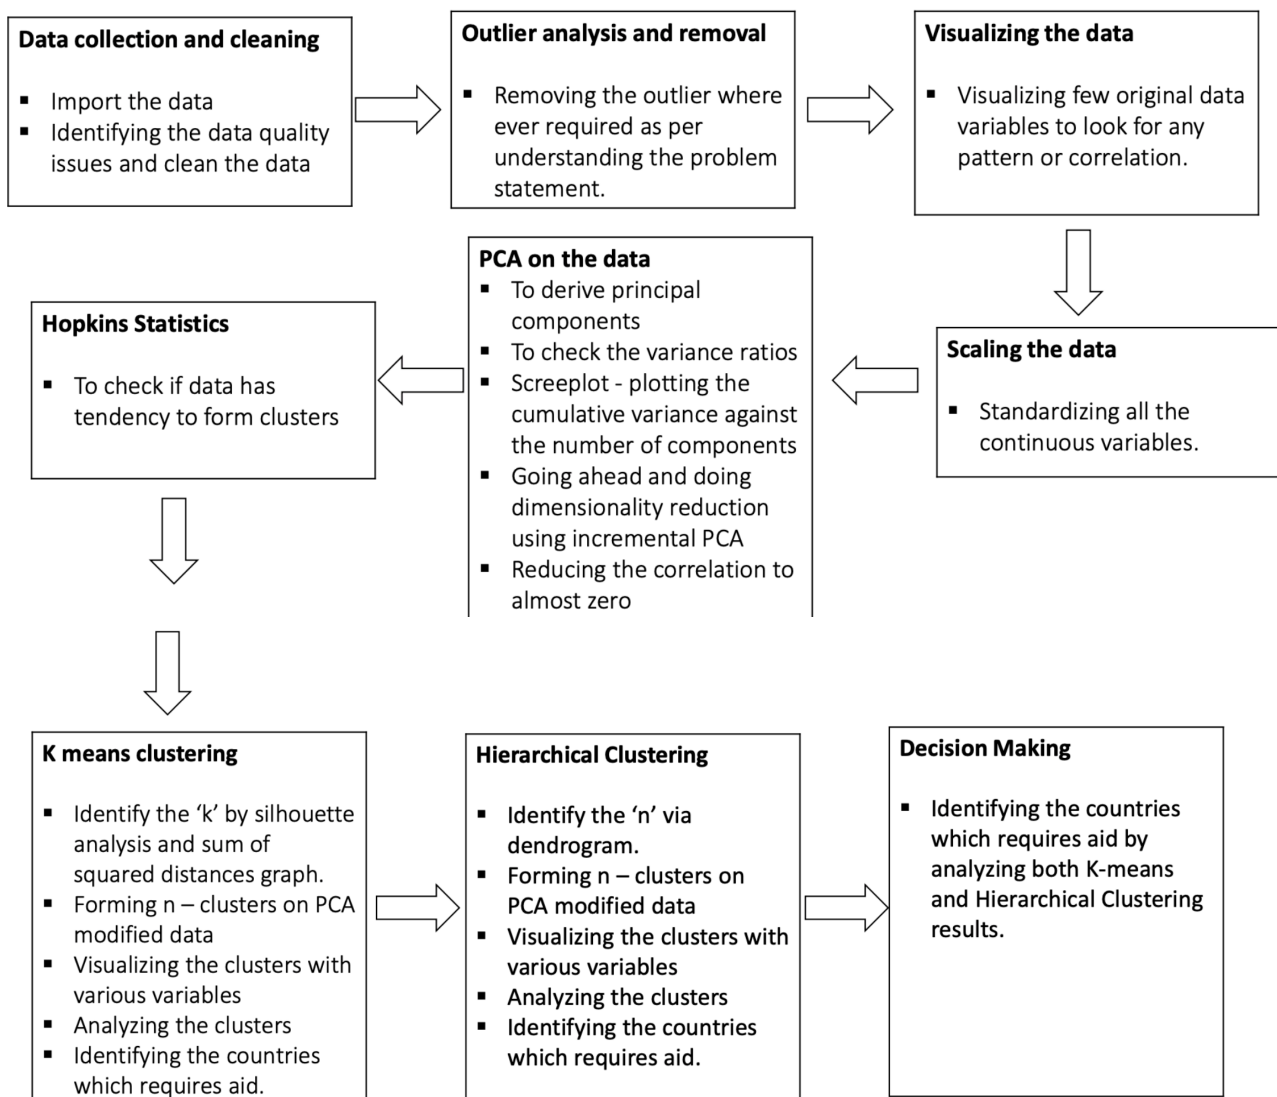 Data collection and cleaning
▪ Import the data
▪ Identifying the data quality
issues and clean the data
Outlier analysis and removal
▪ Removing the outlier where
ever required as per
understanding the problem
statement.
Visualizing the data
▪ Visualizing few original data
variables to look for any
pattern or correlation.
Scaling the data
▪ Standardizing all the
continuous variables.
PCA on the data
▪ To derive principal
components
▪ To check the variance ratios
▪ Screeplot - plotting the
cumulative variance against
the number of components
▪ Going ahead and doing
dimensionality reduction
using incremental PCA
▪ Reducing the correlation to
almost zero
Hopkins Statistics
▪ To check if data has
tendency to form clusters
K means clustering
▪ Identify the ‘k’ by silhouette
analysis and sum of
squared distances graph.
▪ Forming n – clusters on PCA
modified data
▪ Visualizing the clusters with
various variables
▪ Analyzing the clusters
▪ Identifying the countries
which requires aid.
Hierarchical Clustering
▪ Identify the ‘n’ via
dendrogram.
▪ Forming n – clusters on
PCA modified data
▪ Visualizing the clusters with
various variables
▪ Analyzing the clusters
▪ Identifying the countries
which requires aid.
Decision Making
▪ Identifying the countries
which requires aid by
analyzing both K-means
and Hierarchical Clustering
results.